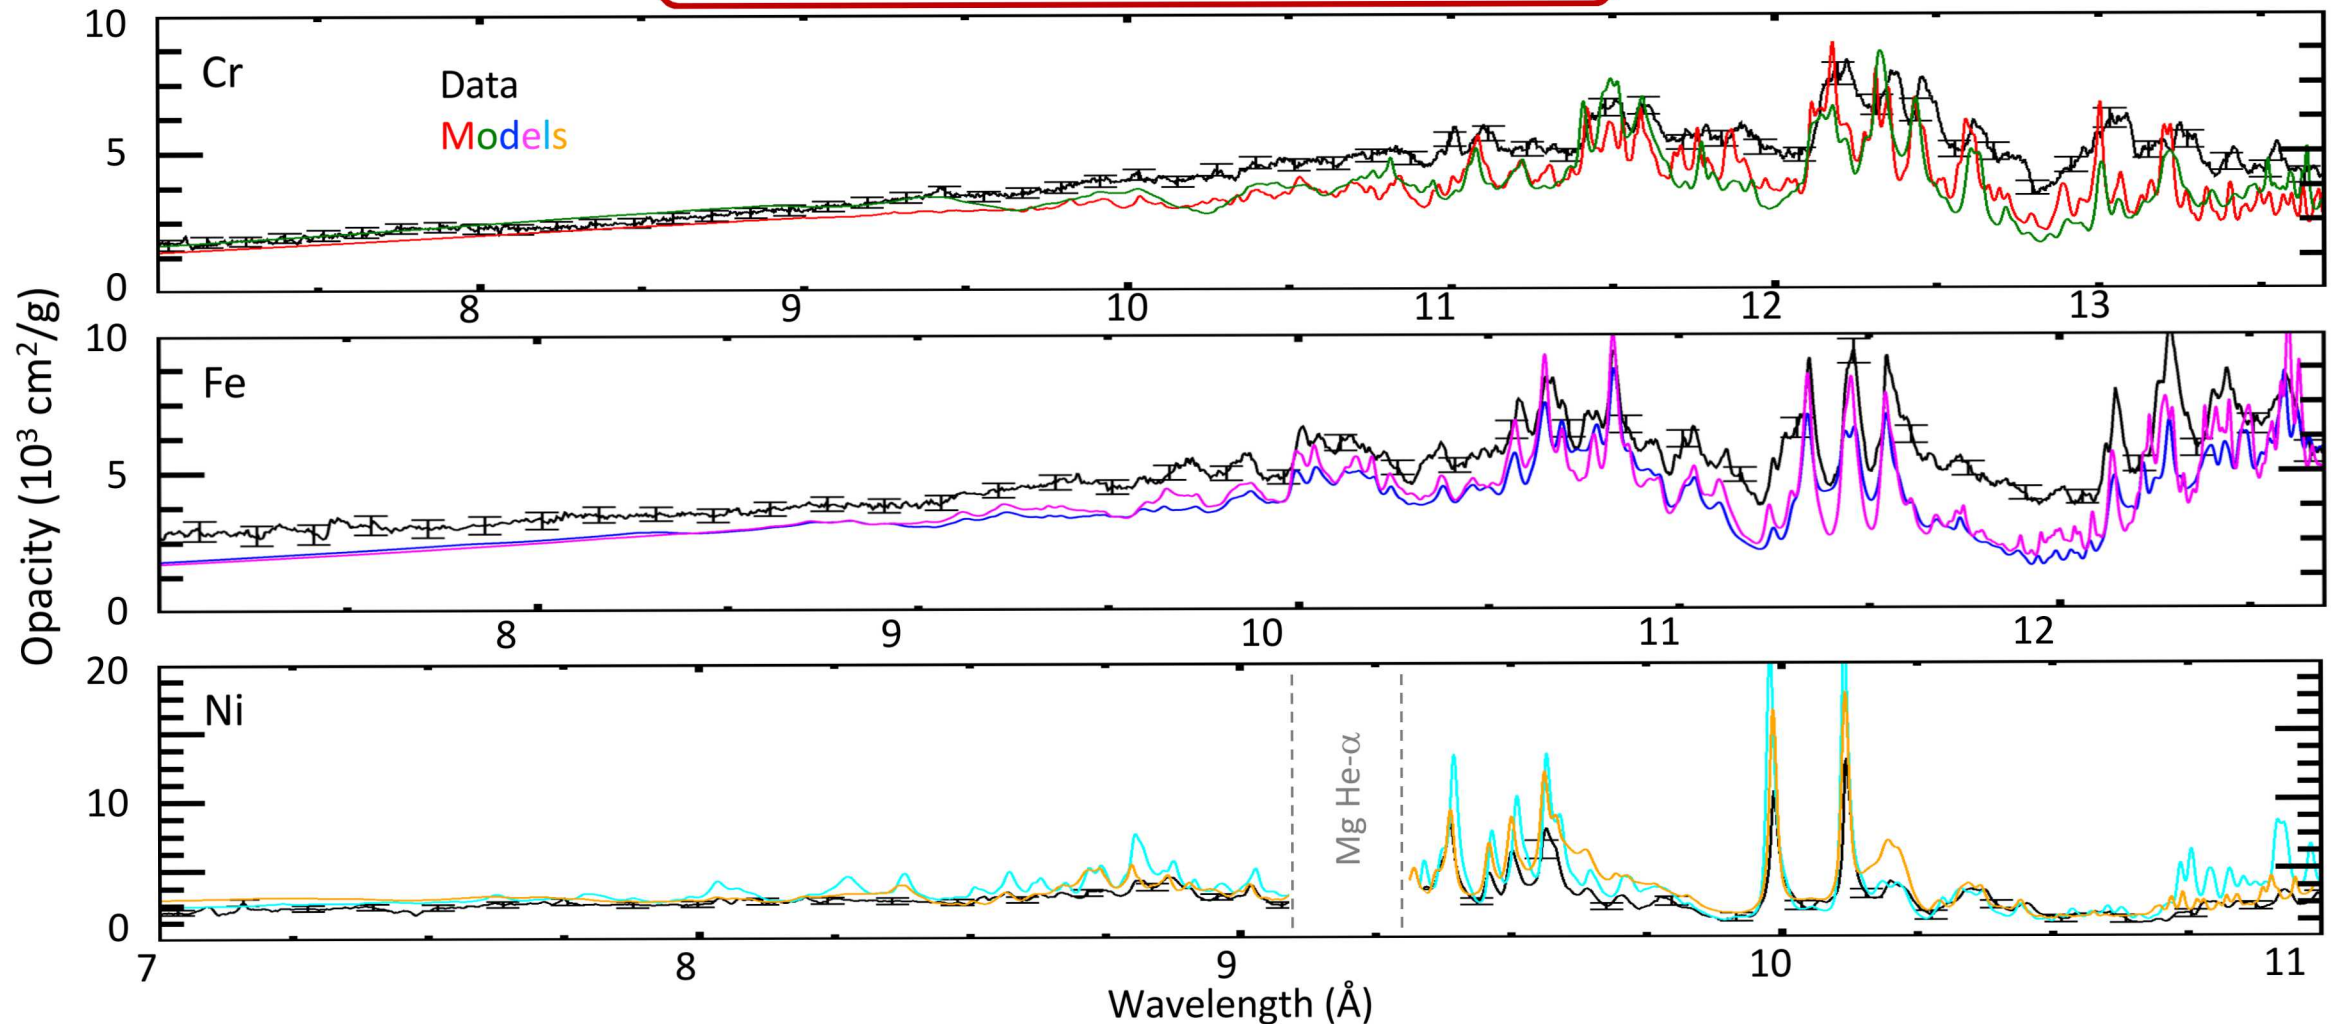 10
Cr
Data
Models
5
0
8 9 10 11 12 13
10
Fe
5
0
8 9 10 11 12
20
Ni
Mg He-α
10
0
7 8 9 10 11
Opacity (10³ cm²/g)
Wavelength (Å)